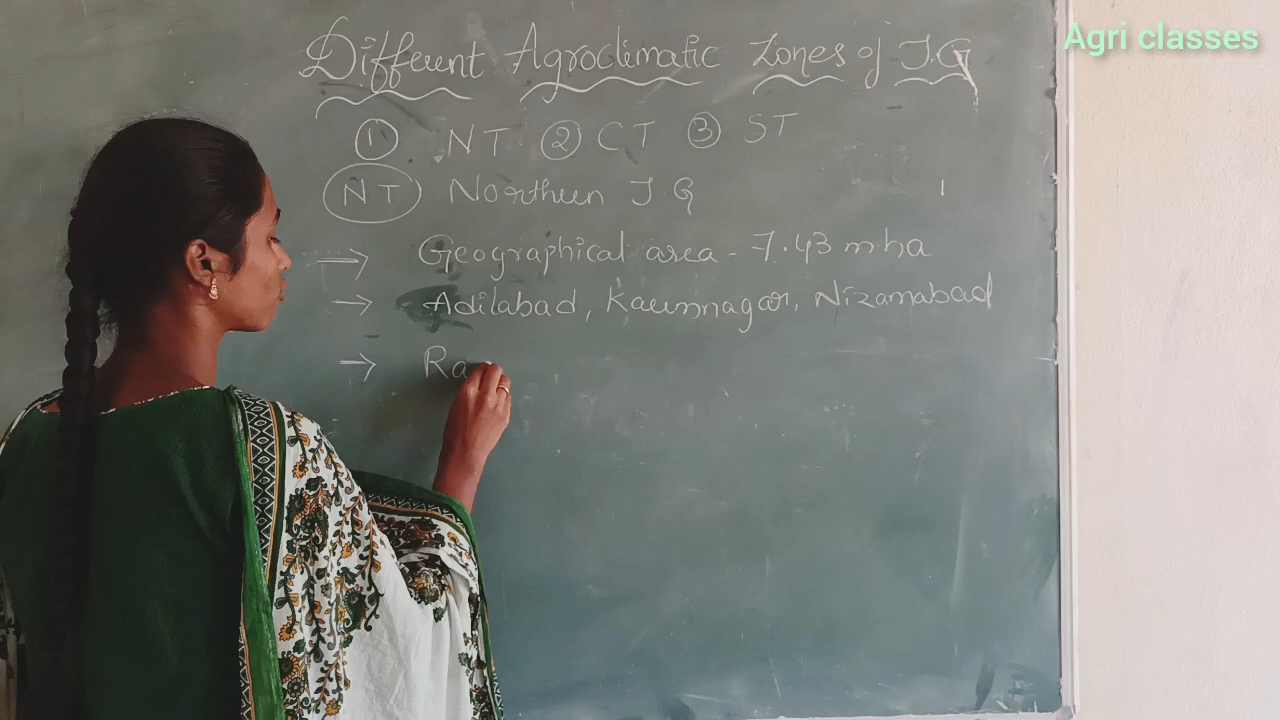 Agri classes
Different Agroclimatic Zones of T.G
① NT ② CT ③ ST
NT Northern T.G
→ Geographical area - 7.43 m.ha
→ Adilabad, Karimnagar, Nizamabad
→ Ra